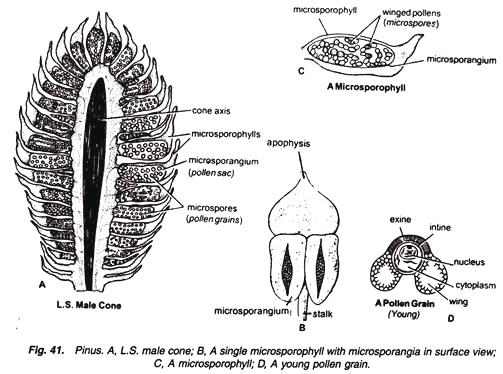 microsporophyll
winged pollens
(microspores)
microsporangium
C
A Microsporophyll
cone axis
microsporophylls
microsporangium
(pollen sac)
microspores
(pollen grains)
A
L.S. Male Cone
apophysis
microsporangium
stalk
B
exine
intine
nucleus
cytoplasm
wing
A Pollen Grain
(Young)
D
Fig. 41. Pinus. A, L.S. male cone; B, A single microsporophyll with microsporangia in surface view;
C, A microsporophyll; D, A young pollen grain.